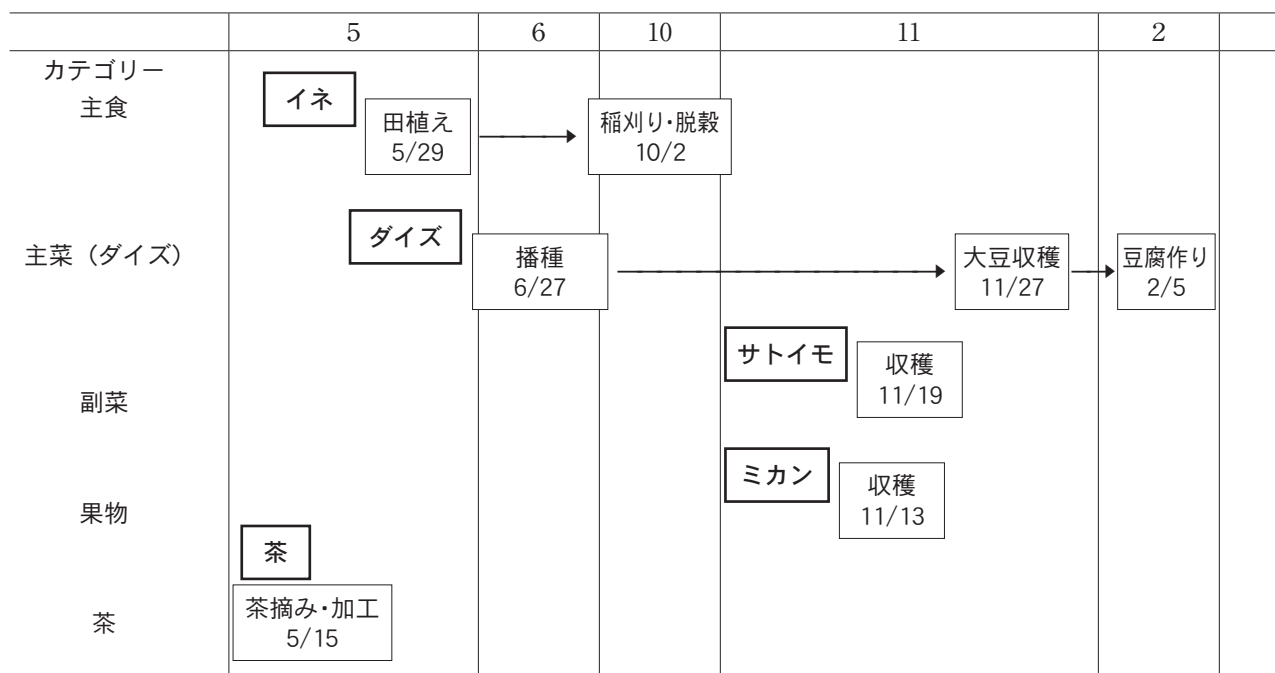 5 6 10 11 2
カテゴリー
主食
イネ
田植え
5/29
稲刈り・脱穀
10/2
主菜（ダイズ）
ダイズ
播種
6/27
大豆収穫
11/27
豆腐作り
2/5
副菜
サトイモ
収穫
11/19
果物
ミカン
収穫
11/13
茶
茶
茶摘み・加工
5/15